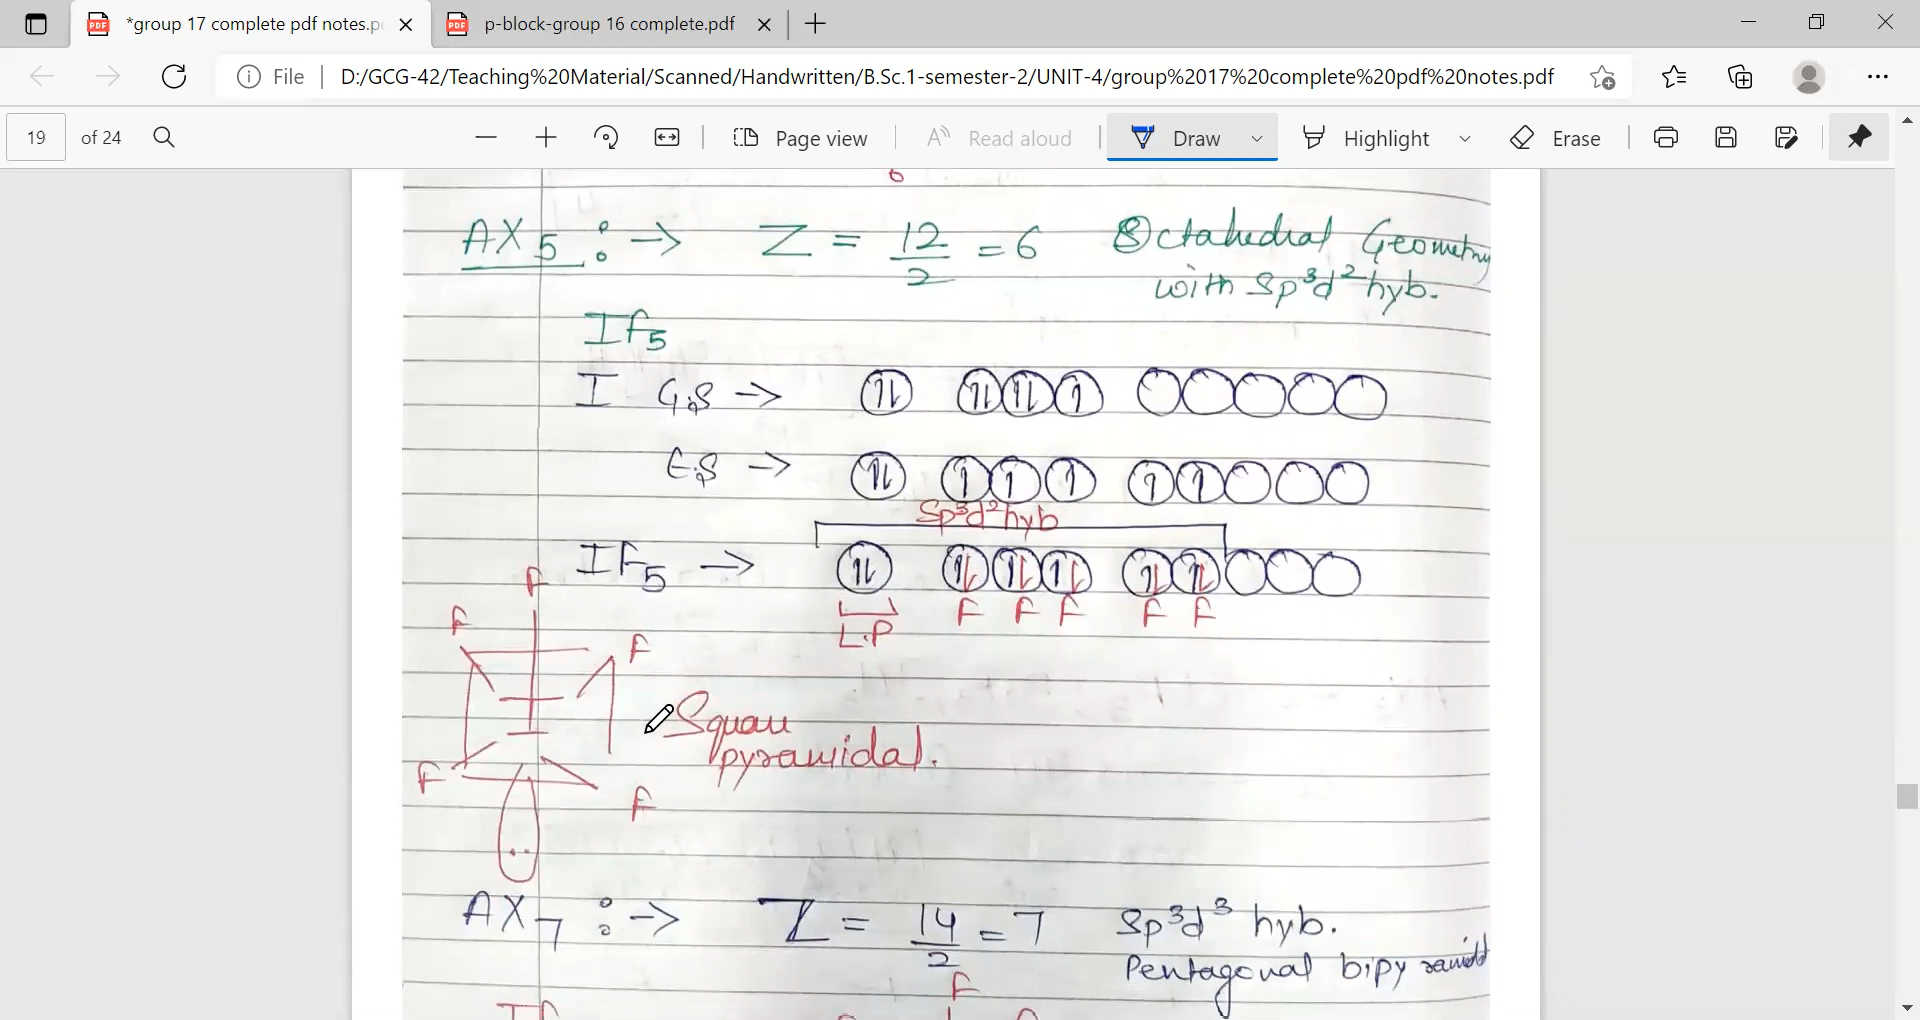 *group 17 complete pdf notes.p
p-block-group 16 complete.pdf
File
D:/GCG-42/Teaching%20Material/Scanned/Handwritten/B.Sc.1-semester-2/UNIT-4/group%2017%20complete%20pdf%20notes.pdf
19 of 24
Page view
Read aloud
Draw
Highlight
Erase
6
AX5 : → Z = 12/2 = 6 Octahedral Geometry
with Sp³d² hyb.
If5
I G.S → ⇅ ⇅ ⇅ ↿
E.S → ⇅ ↿ ↿ ↿ ↿ ↿
Sp³d² hyb
IF5 → ⇅ ⇅ ⇅ ⇅ ⇅ ⇅
L.P F F F F F
F
F F
I
F F
Square
pyramidal.
AX7 : → Z = 14/2 = 7 Sp³d³ hyb.
Pentagonal bipyramidal
F
If